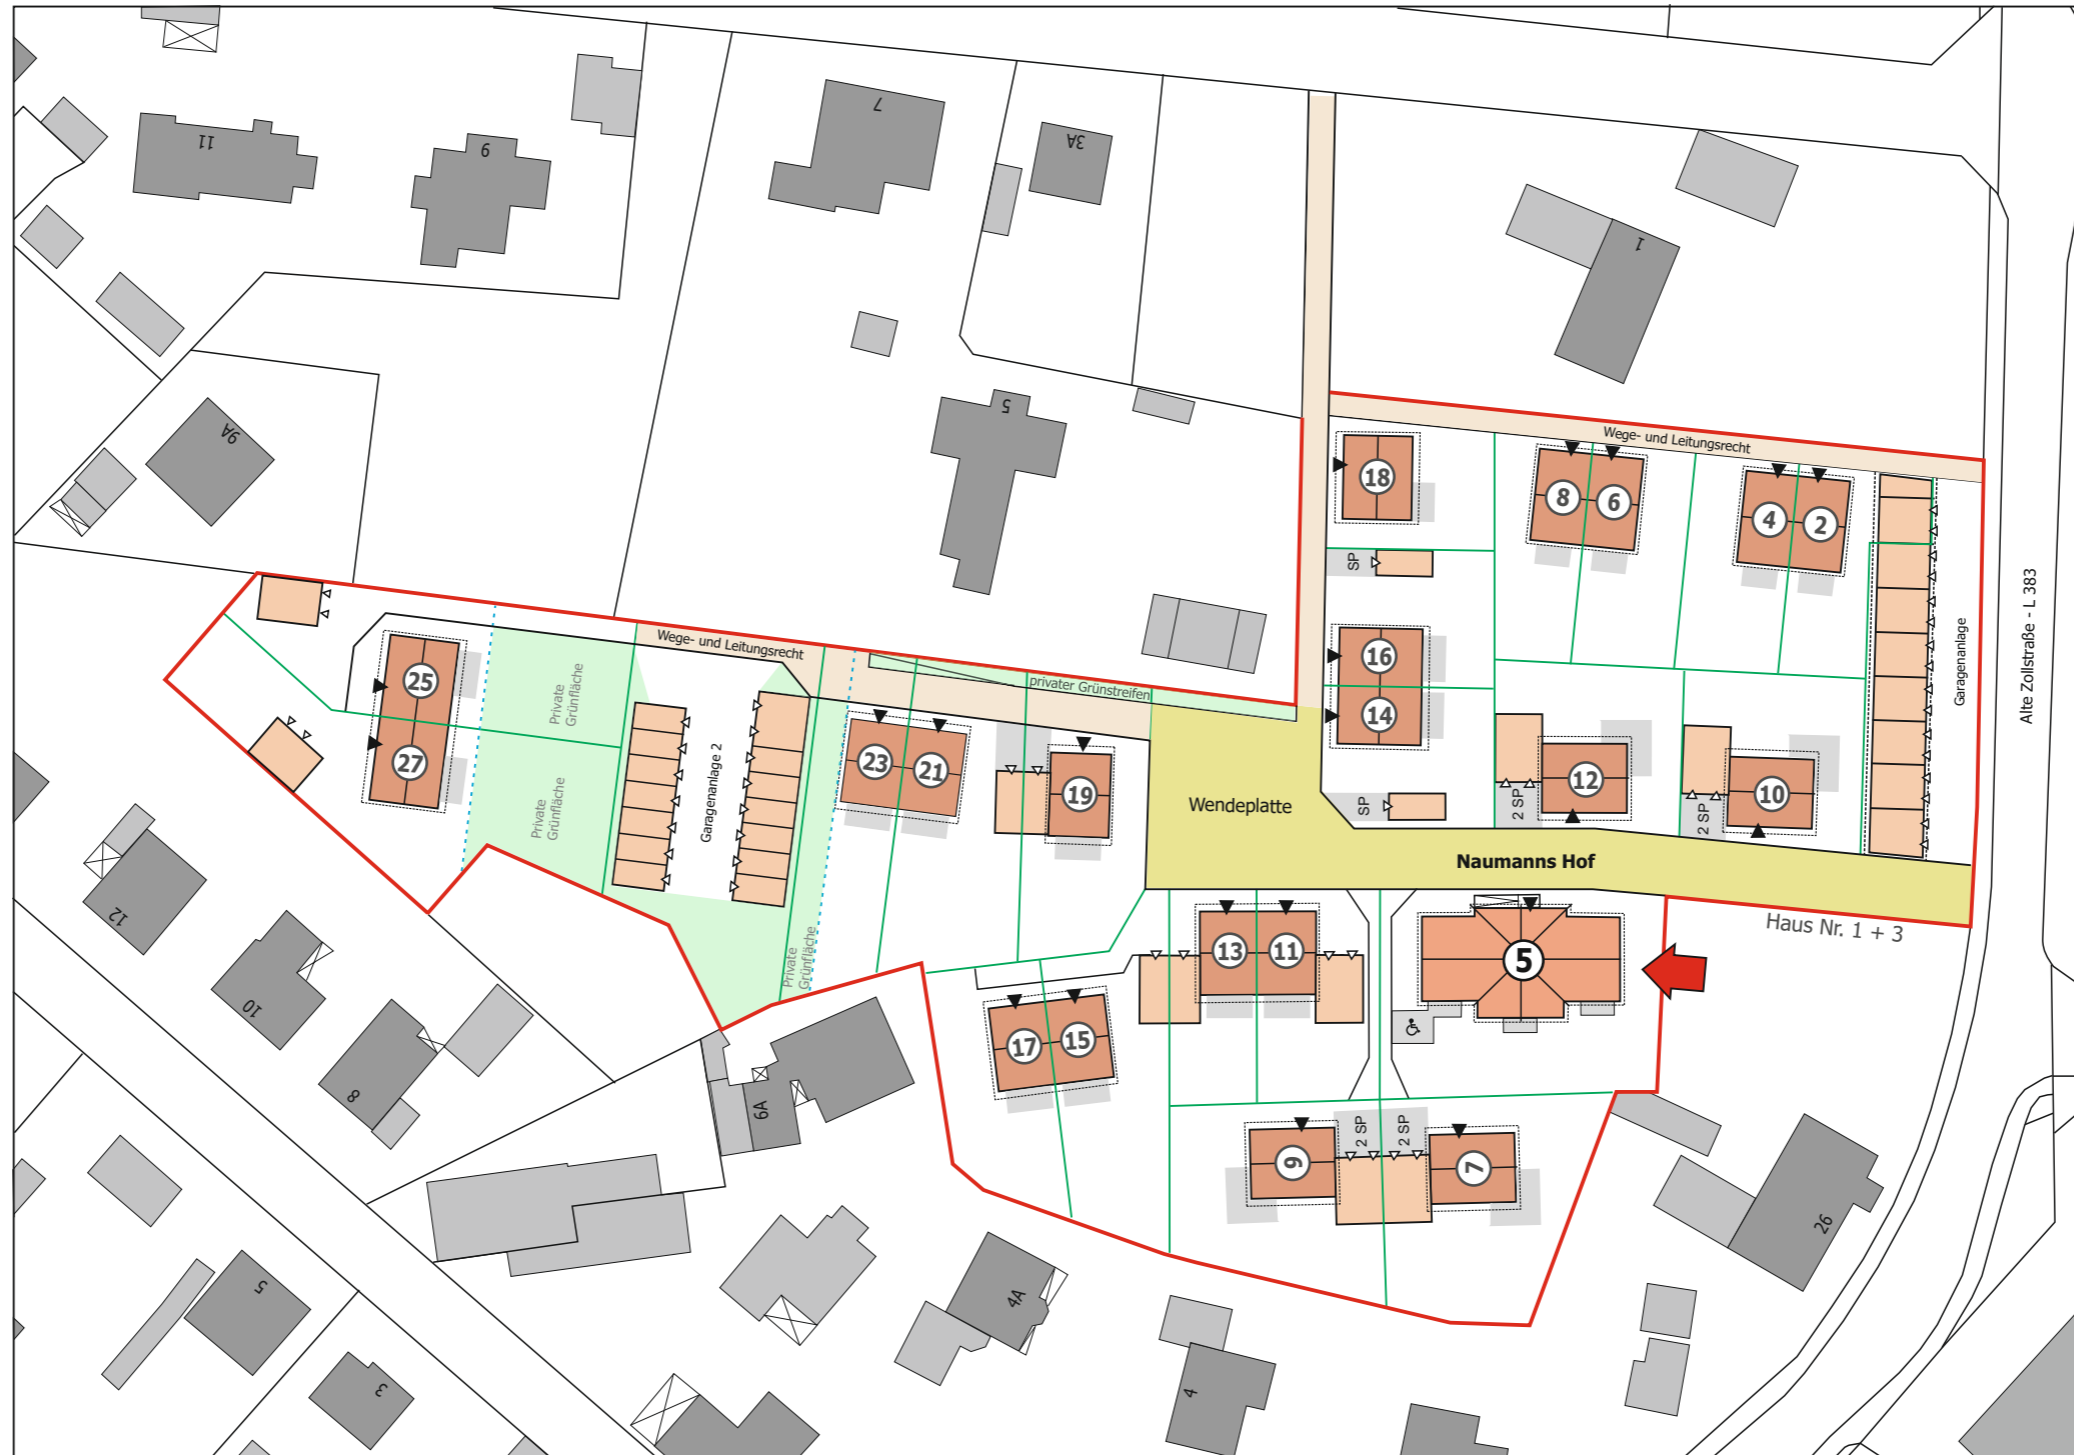 11
9
7
3A
1
9A
5
Wege- und Leitungsrecht
18
8
6
4
2
SP
Garagenanlage
Alte Zollstraße - L 383
16
14
Wege- und Leitungsrecht
privater Grünstreifen
25
27
Private
Grünfläche
Private
Grünfläche
Garagenanlage 2
23
21
19
Wendeplatte
SP
12
2 SP
10
2 SP
Naumanns Hof
Haus Nr. 1 + 3
Private
Grünfläche
13
11
5
17
15
9
2 SP
2 SP
7
12
10
8
6A
26
5
3
4A
4